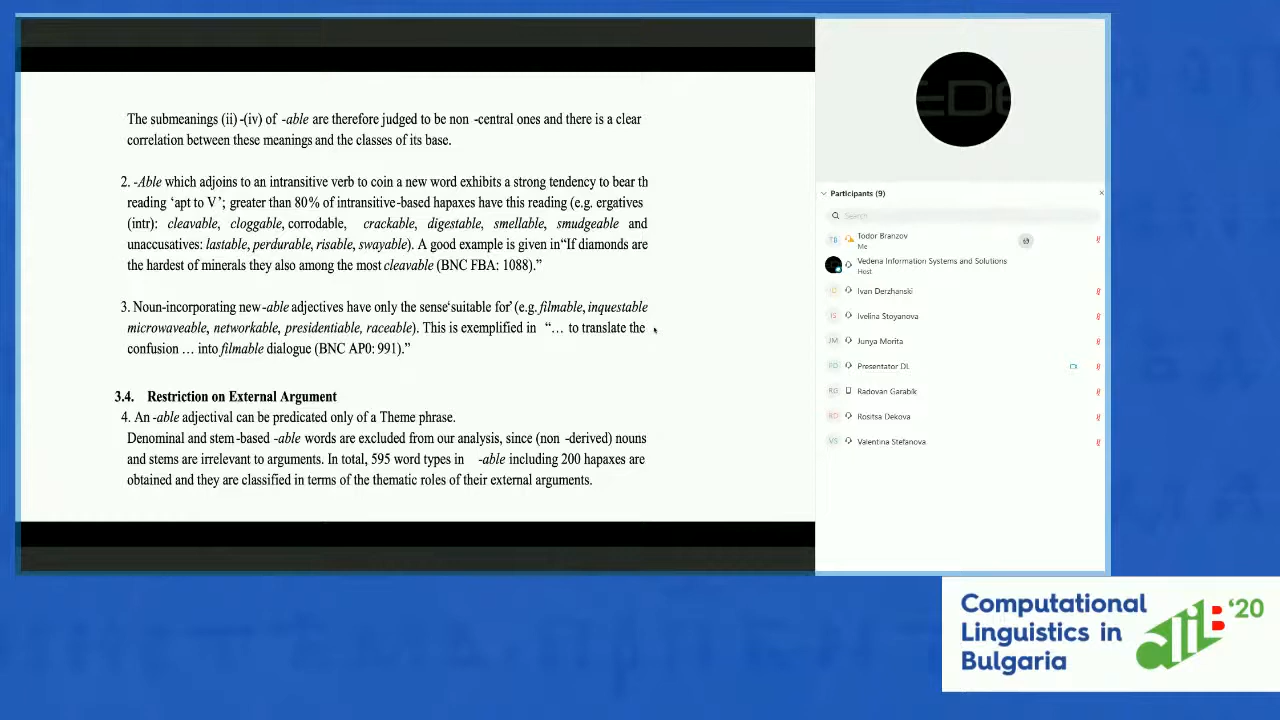 The submeanings (ii) -(iv) of -able are therefore judged to be non -central ones and there is a clear
correlation between these meanings and the classes of its base.
2. -Able which adjoins to an intransitive verb to coin a new word exhibits a strong tendency to bear th
reading ‘apt to V’; greater than 80% of intransitive-based hapaxes have this reading (e.g. ergatives
(intr): cleavable, cloggable, corrodable, crackable, digestable, smellable, smudgeable and
unaccusatives: lastable, perdurable, risable, swayable). A good example is given in“If diamonds are
the hardest of minerals they also among the most cleavable (BNC FBA: 1088).”
3. Noun-incorporating new -able adjectives have only the sense‘suitable for’ (e.g. filmable, inquestable
microwaveable, networkable, presidentiable, raceable). This is exemplified in “… to translate the
confusion … into filmable dialogue (BNC AP0: 991).”
3.4. Restriction on External Argument
4. An -able adjectival can be predicated only of a Theme phrase.
Denominal and stem-based -able words are excluded from our analysis, since (non -derived) nouns
and stems are irrelevant to arguments. In total, 595 word types in -able including 200 hapaxes are
obtained and they are classified in terms of the thematic roles of their external arguments.
Participants (9)
Search
TB Todor Branzov
Me
Vedena Information Systems and Solutions
Host
Ivan Derzhanski
IS Ivelina Stoyanova
JM Junya Morita
PD Presentator DL
RG Radovan Garabik
RD Rositsa Dekova
VS Valentina Stefanova
Computational
Linguistics in
Bulgaria
CLIB '20